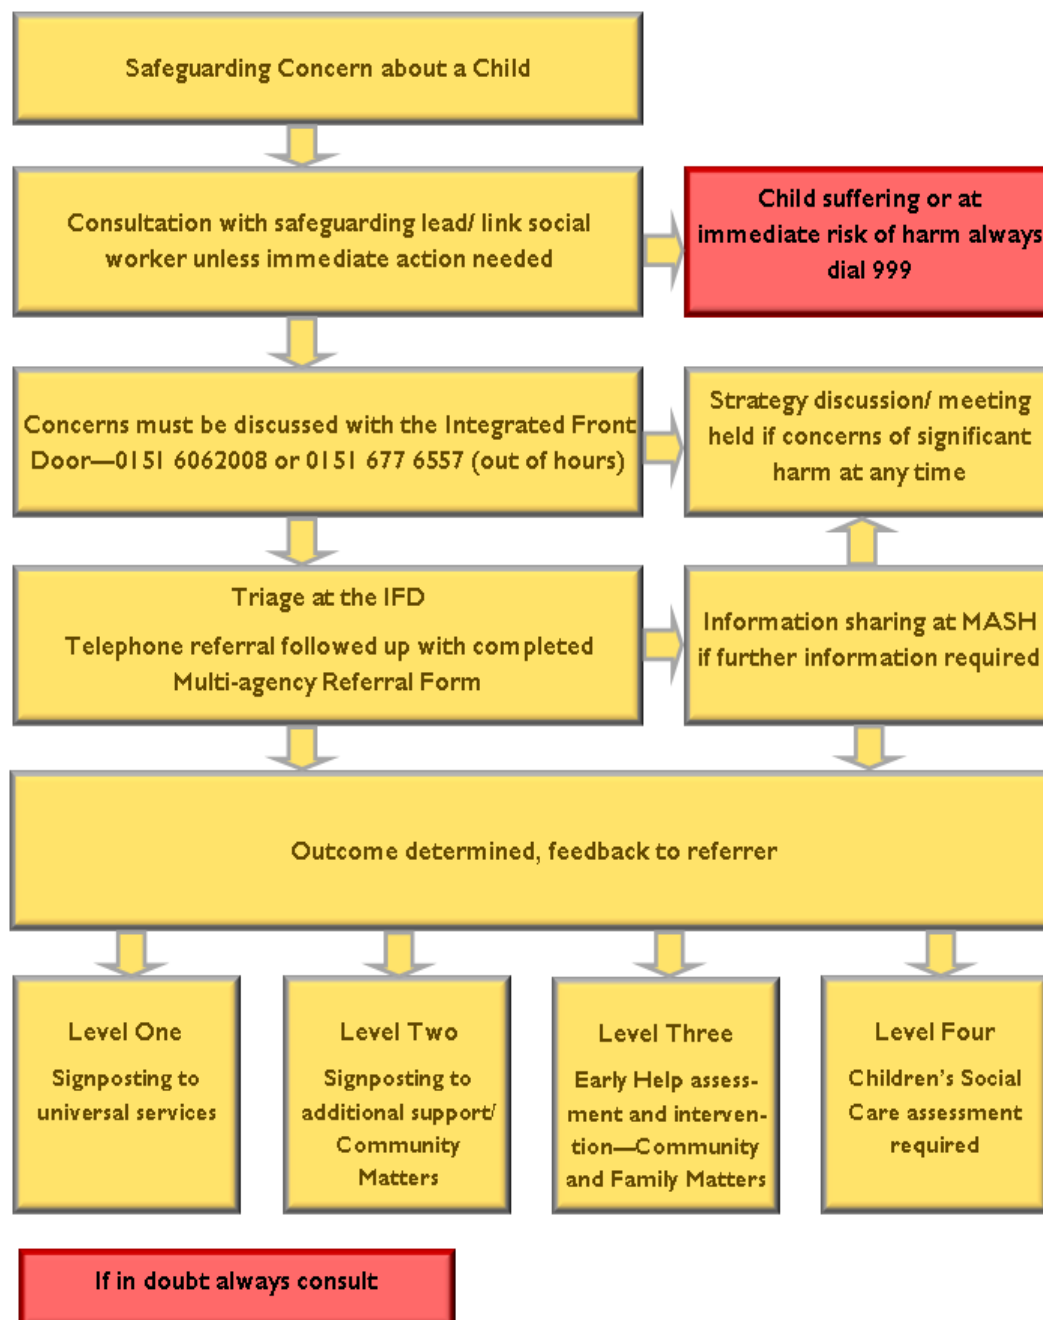 Safeguarding Concern about a Child
Consultation with safeguarding lead/ link social
worker unless immediate action needed
Child suffering or at
immediate risk of harm always
dial 999
Concerns must be discussed with the Integrated Front
Door—0151 6062008 or 0151 677 6557 (out of hours)
Strategy discussion/ meeting
held if concerns of significant
harm at any time
Triage at the IFD
Telephone referral followed up with completed
Multi-agency Referral Form
Information sharing at MASH
if further information required
Outcome determined, feedback to referrer
Level One
Signposting to
universal services
Level Two
Signposting to
additional support/
Community
Matters
Level Three
Early Help assess-
ment and interven-
tion—Community
and Family Matters
Level Four
Children's Social
Care assessment
required
If in doubt always consult